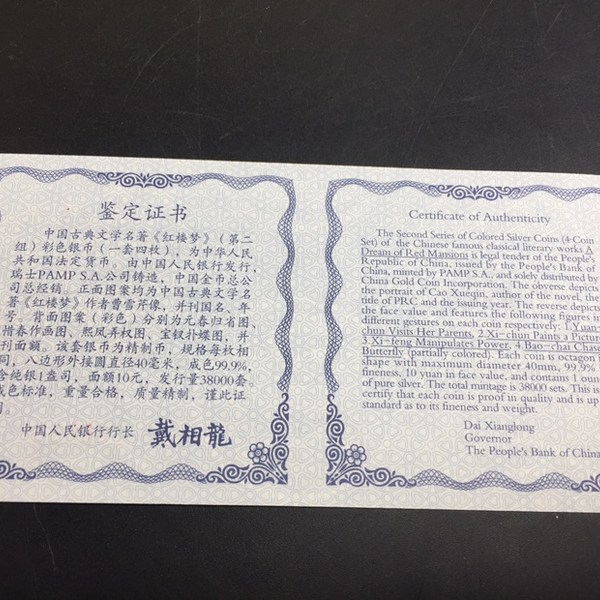 鉴定证书
中国古典文学名著《红楼梦》(第二
组)彩色银币(一套四枚),为中华人民
共和国法定货币。由中国人民银行发行,
瑞士PAMP S.A.公司铸造,中国金币总公
司总经销。正面图案均为中国古典文学名
著《红楼梦》作者曹雪芹像,并刊国名、年
号。背面图案(彩色)分别为元春归省图、
惜春作画图、熙凤弄权图、宝钗扑蝶图,并
刊面额。该套银币为精制币,规格每枚相
同,八边形外接圆直径40毫米,成色99.9%,
含纯银1盎司,面额10元,发行量38000套。
成色标准,重量合格,质量精制,谨此证
中国人民银行行长 戴相龍
Certificate of Authenticity
The Second Series of Colored Silver Coins (4-Coin
Set) of the Chinese famous classical literary works A
Dream of Red Mansions is legal tender of the People's
Republic of China, issued by the People's Bank of
China, minted by PAMP S.A., and solely distributed by
China Gold Coin Incorporation. The obverse depicts
the portrait of Cao Xueqin, author of the novel, the
title of PRC and the issuing year. The reverse depicts
the face value and features the following figures in
different gestures on each coin respectively: 1.Yuan-
chun Visits Her Parents, 2.Xi-chun Paints a Pictur
3.Xi-feng Manipulates Power, 4.Bao-chai Chase
Butterfly (partially colored). Each coin is octagon i
shape with maximum diameter 40mm, 99.9%
fineness, 10 yuan in face value, and contains 1 oun
of pure silver. The total mintage is 38000 sets. This is
certify that each coin is proof in quality and is up
standard as to its fineness and weight.
Dai Xianglong
Governor
The People's Bank of China